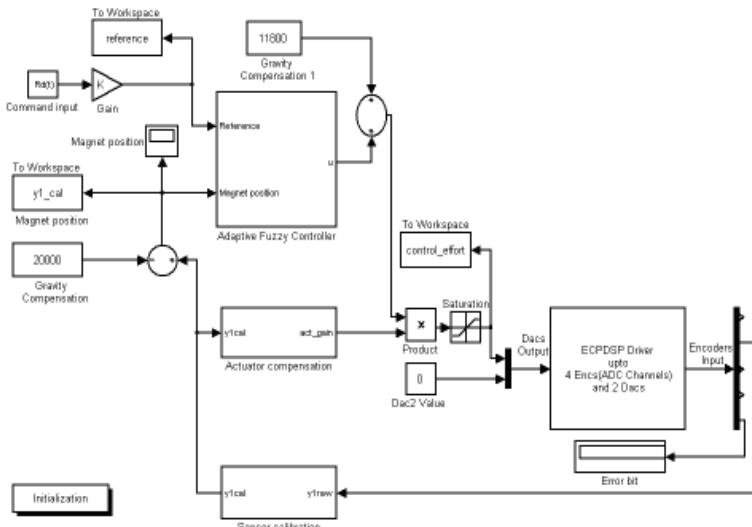 To Workspace
reference
11800
Gravity
Compensation 1
Rd(t)
Command input
K
Gain
Magnet position
Reference
u
Magnet position
Adaptive Fuzzy Controller
To Workspace
y1_cal
Magnet position
20000
Gravity
Compensation
To Workspace
control_effort
y1cal
act_gain
Actuator compensation
x
Product
Saturation
0
Dac2 Value
Dacs
Output
ECPDSP Driver
upto
4 Encs(ADC Channels)
and 2 Dacs
Encoders
Input
Error bit
Initialization
y1cal
y1raw
Sensor calibration